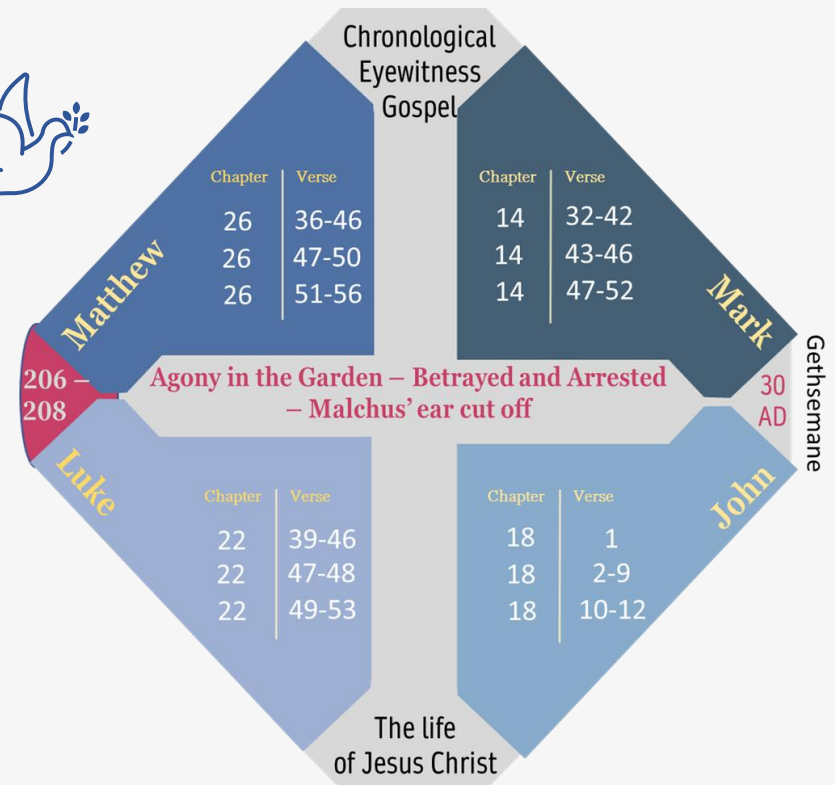 Chronological
Eyewitness
Gospel
Matthew
Chapter Verse
26 36-46
26 47-50
26 51-56
Mark
Chapter Verse
14 32-42
14 43-46
14 47-52
206 –
208
Agony in the Garden – Betrayed and Arrested
– Malchus’ ear cut off
30
AD
Gethsemane
Luke
Chapter Verse
22 39-46
22 47-48
22 49-53
John
Chapter Verse
18 1
18 2-9
18 10-12
The life
of Jesus Christ